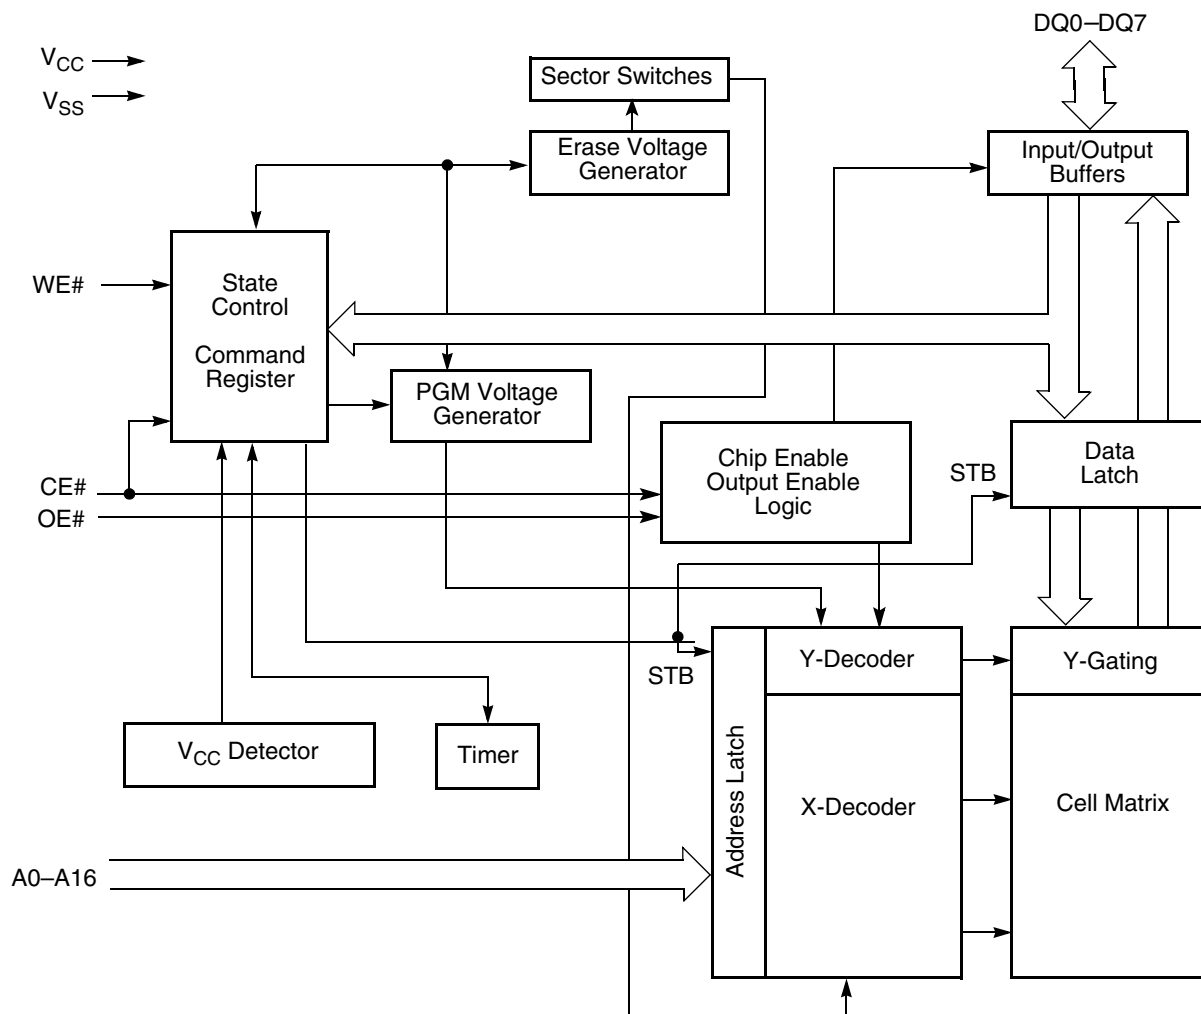 DQ0–DQ7
VCC
VSS
Sector Switches
Erase Voltage
Generator
Input/Output
Buffers
WE#
State
Control
Command
Register
PGM Voltage
Generator
Chip Enable
Output Enable
Logic
STB
Data
Latch
CE#
OE#
STB
Y-Decoder
Y-Gating
VCC Detector
Timer
Address Latch
X-Decoder
Cell Matrix
A0–A16